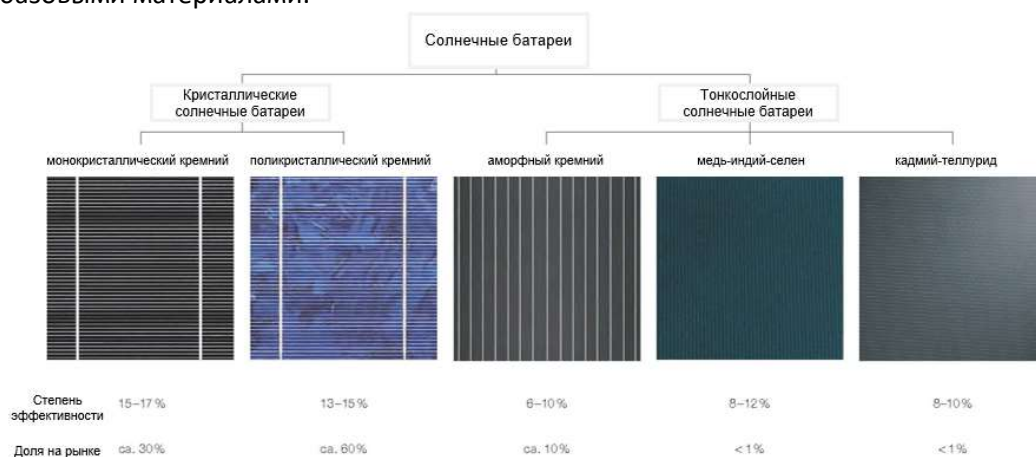 базовыми материалами.
Солнечные батареи
Кристаллические
солнечные батареи
Тонкослойные
солнечные батареи
монокристаллический кремний
поликристаллический кремний
аморфный кремний
медь-индий-селен
кадмий-теллурид
Степень
эффективности
15–17%
13–15%
6–10%
8–12%
8–10%
Доля на рынке
ca. 30%
ca. 60%
ca. 10%
<1%
<1%